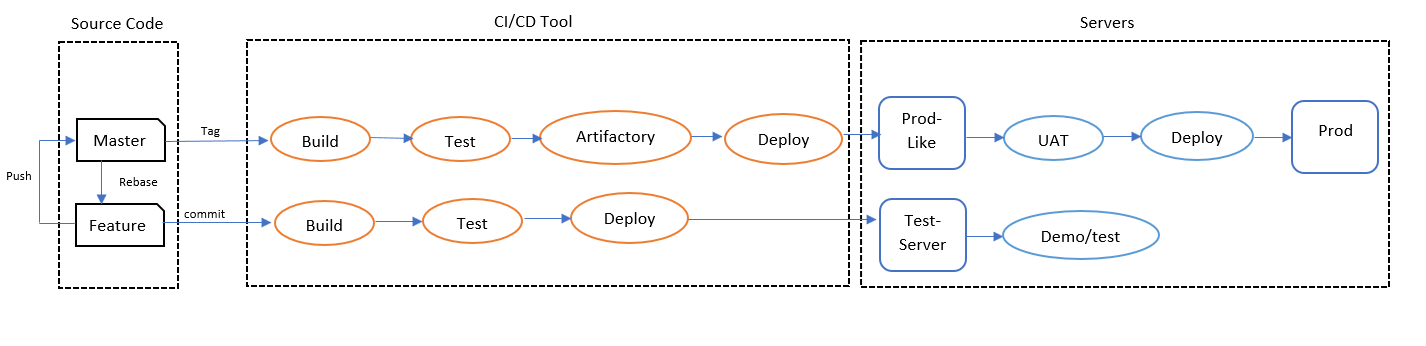 Source Code
CI/CD Tool
Servers
Master
Tag
Build
Test
Artifactory
Deploy
Prod-
Like
UAT
Deploy
Prod
Push
Rebase
Feature
commit
Build
Test
Deploy
Test-
Server
Demo/test